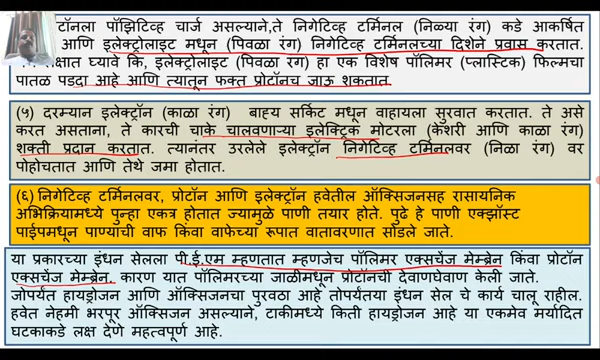 टॉनला पॉझिटिव्ह चार्ज असल्याने,ते निगेटिव्ह टर्मिनल (निळ्या रंग) कडे आकर्षित
आणि इलेक्ट्रोलाइट मधून (पिवळा रंग) निगेटिव्ह टर्मिनलच्या दिशेने प्रवास करतात.
घ्यावे कि, इलेक्ट्रोलाइट (पिवळा रंग) हा एक विशेष पॉलिमर (प्लास्टिक) फिल्मचा
पातळ पडदा आहे आणि त्यातून फक्त प्रोटॉनच जाऊ शकतात.
(५) दरम्यान इलेक्ट्रॉन (काळा रंग) बाह्य सर्किट मधून वाहायला सुरवात करतात. ते असे
करत असताना, ते कारची चाके चालवणाऱ्या इलेक्ट्रिक मोटरला (केशरी आणि काळा रंग)
शक्ती प्रदान करतात. त्यानंतर उरलेले इलेक्ट्रॉन निगेटिव्ह टर्मिनलवर (निळा रंग) वर
पोहोचतात आणि तेथे जमा होतात.
(६) निगेटिव्ह टर्मिनलवर, प्रोटॉन आणि इलेक्ट्रॉन हवेतील ऑक्सिजनसह रासायनिक
अभिक्रियामध्ये पुन्हा एकत्र होतात ज्यामुळे पाणी तयार होते. पुढे हे पाणी एक्झॉस्ट
पाईपमधून पाण्याची वाफ किंवा वाफेच्या रूपात वातावरणात सोडले जाते.
या प्रकारच्या इंधन सेलला पी.ई.एम म्हणतात म्हणजेच पॉलिमर एक्सचेंज मेम्ब्रेन किंवा प्रोटॉन
एक्सचेंज मेम्ब्रेन, कारण यात पॉलिमरच्या जाळीमधून प्रोटॉनची देवाणघेवाण केली जाते.
जोपर्यंत हायड्रोजन आणि ऑक्सिजनचा पुरवठा आहे तोपर्यंतया इंधन सेल चे कार्य चालू राहील.
हवेत नेहमी भरपूर ऑक्सिजन असल्याने, टाकीमध्ये किती हायड्रोजन आहे या एकमेव मर्यादित
घटकाकडे लक्ष देणे महत्वपूर्ण आहे.